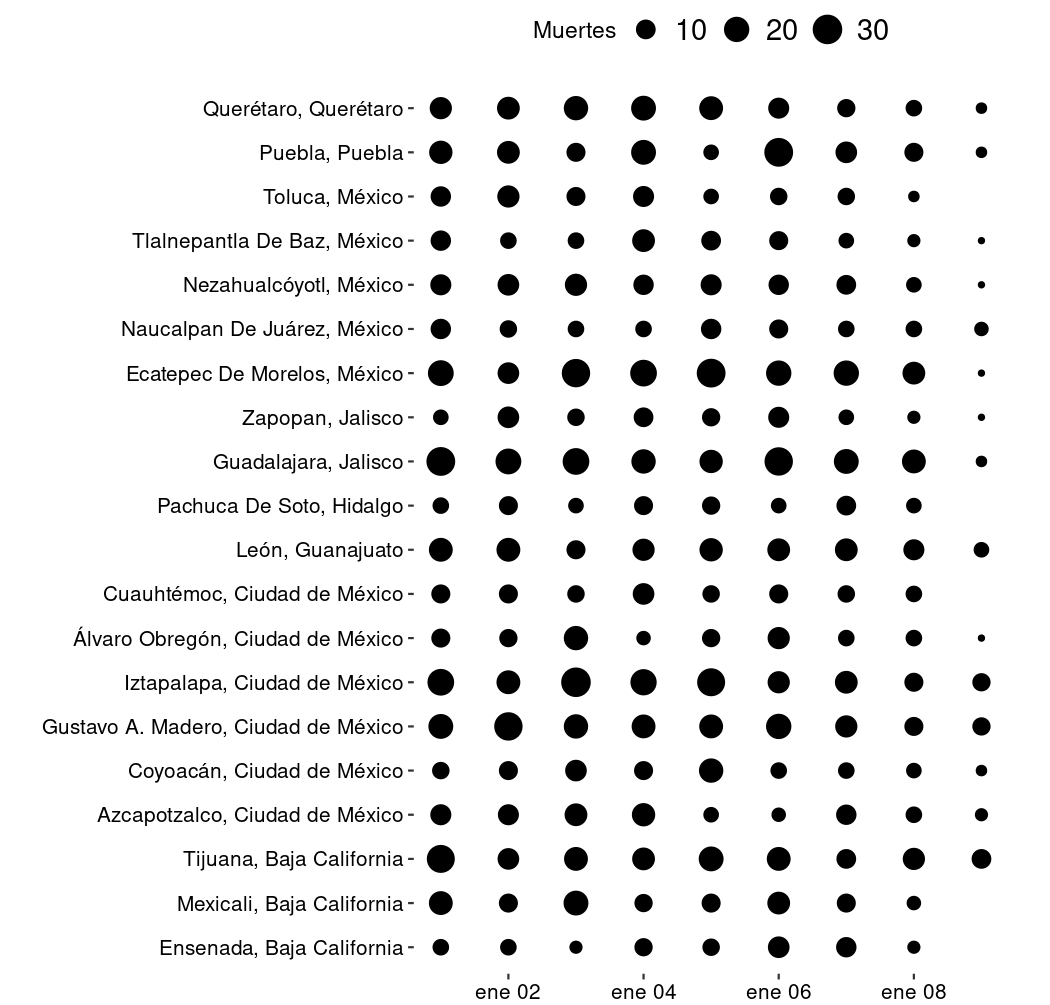 Muertes 10 20 30
Querétaro, Querétaro
Puebla, Puebla
Toluca, México
Tlalnepantla De Baz, México
Nezahualcóyotl, México
Naucalpan De Juárez, México
Ecatepec De Morelos, México
Zapopan, Jalisco
Guadalajara, Jalisco
Pachuca De Soto, Hidalgo
León, Guanajuato
Cuauhtémoc, Ciudad de México
Álvaro Obregón, Ciudad de México
Iztapalapa, Ciudad de México
Gustavo A. Madero, Ciudad de México
Coyoacán, Ciudad de México
Azcapotzalco, Ciudad de México
Tijuana, Baja California
Mexicali, Baja California
Ensenada, Baja California
ene 02 ene 04 ene 06 ene 08